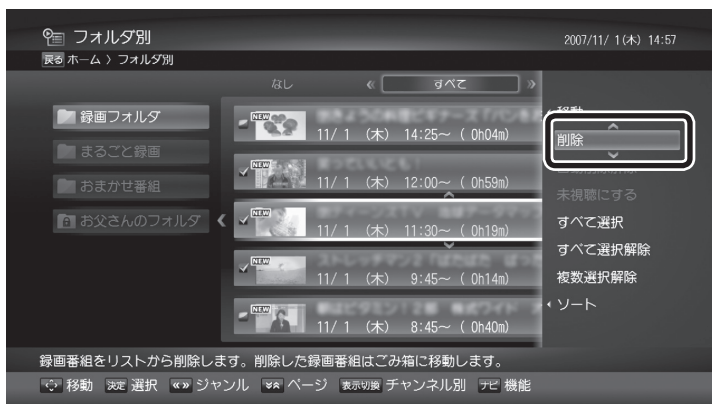 フォルダ別
2007/11/ 1(木) 14:57
戻る ホーム 〉 フォルダ別
なし
すべて
録画フォルダ
まるごと録画
おまかせ番組
お父さんのフォルダ
NEW
11/ 1 (木) 14:25～ ( 0h04m)
NEW
11/ 1 (木) 12:00～ ( 0h59m)
NEW
11/ 1 (木) 11:30～ ( 0h19m)
NEW
11/ 1 (木) 9:45～ ( 0h14m)
NEW
11/ 1 (木) 8:45～ ( 0h40m)
移動
削除
未視聴にする
すべて選択
すべて選択解除
複数選択解除
ソート
録画番組をリストから削除します。削除した録画番組はごみ箱に移動します。
移動 決定 選択 ジャンル ページ 表示切換 チャンネル別 ナビ 機能